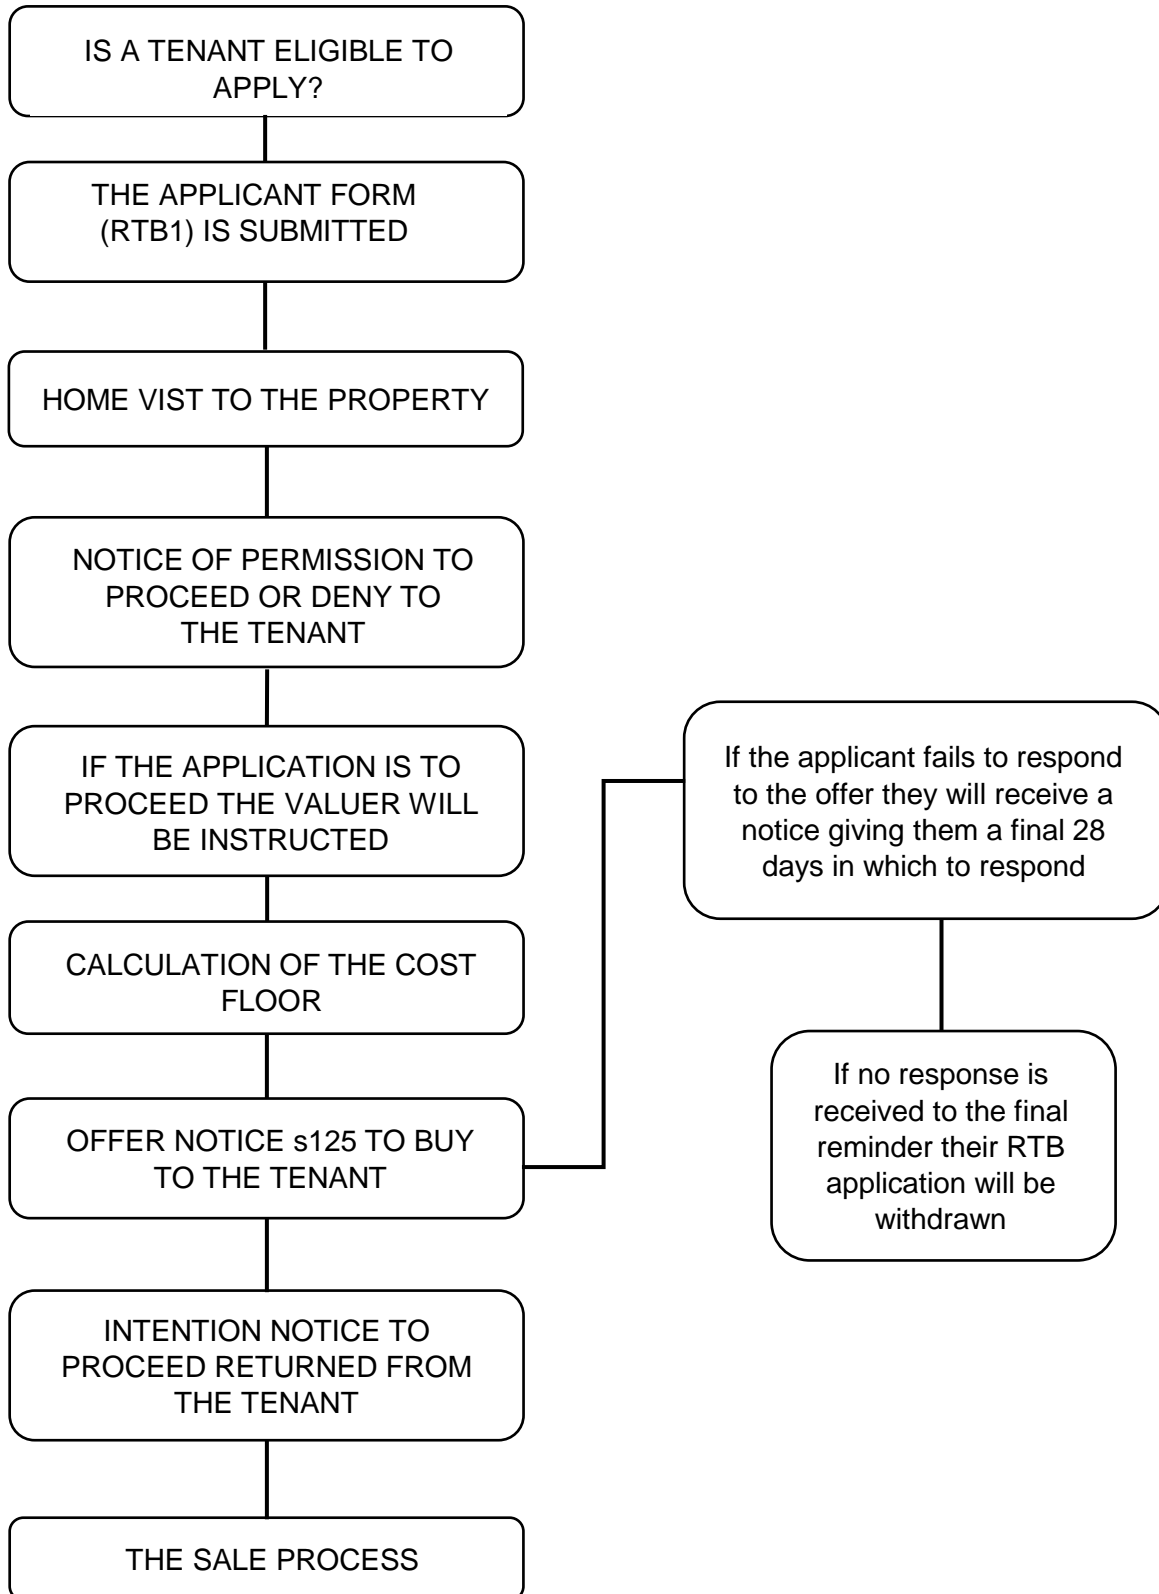 IS A TENANT ELIGIBLE TO
APPLY?
THE APPLICANT FORM
(RTB1) IS SUBMITTED
HOME VIST TO THE PROPERTY
NOTICE OF PERMISSION TO
PROCEED OR DENY TO
THE TENANT
IF THE APPLICATION IS TO
PROCEED THE VALUER WILL
BE INSTRUCTED
CALCULATION OF THE COST
FLOOR
OFFER NOTICE s125 TO BUY
TO THE TENANT
INTENTION NOTICE TO
PROCEED RETURNED FROM
THE TENANT
THE SALE PROCESS
If the applicant fails to respond
to the offer they will receive a
notice giving them a final 28
days in which to respond
If no response is
received to the final
reminder their RTB
application will be
withdrawn